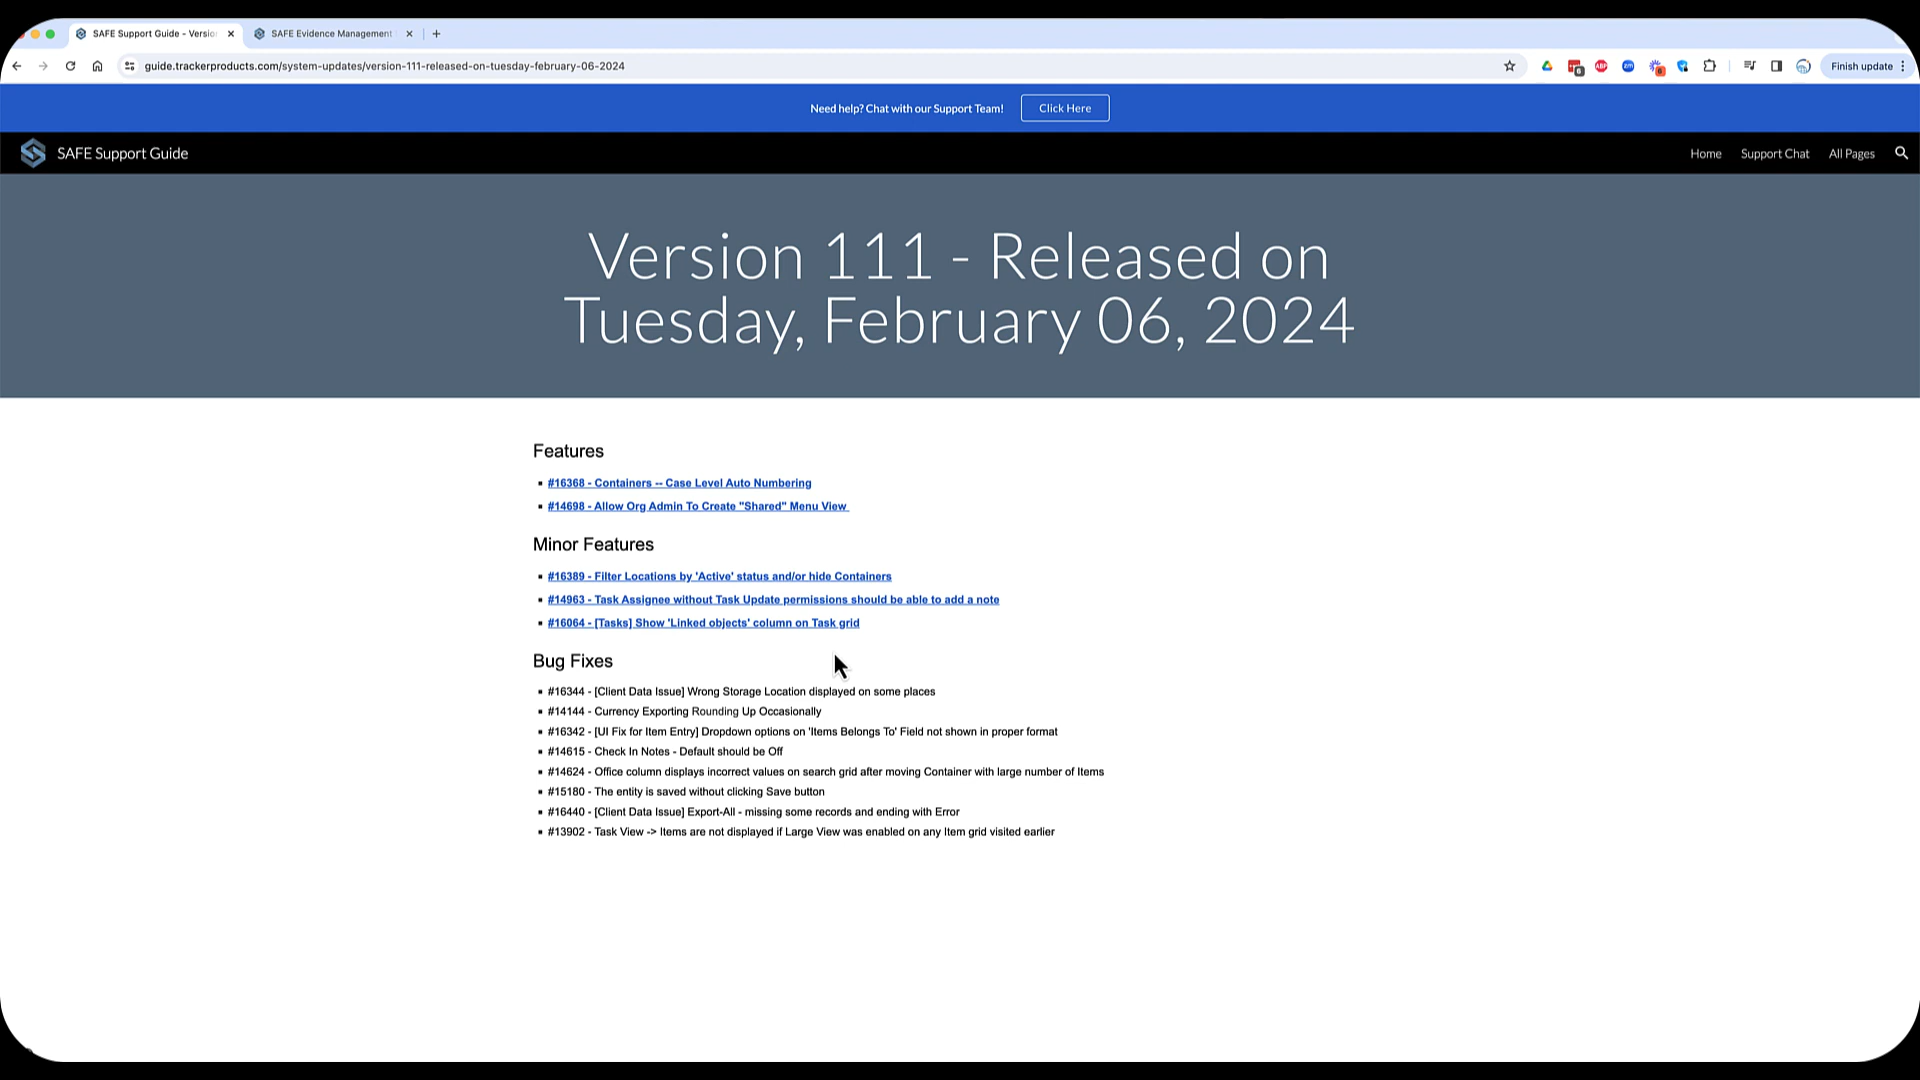 SAFE Support Guide - Versio
SAFE Evidence Management
guide.trackerproducts.com/system-updates/version-111-released-on-tuesday-february-06-2024
Finish update
Need help? Chat with our Support Team!
Click Here
SAFE Support Guide
Home
Support Chat
All Pages
Version 111 - Released on
Tuesday, February 06, 2024
Features
#16368 - Containers -- Case Level Auto Numbering
#14698 - Allow Org Admin To Create "Shared" Menu View
Minor Features
#16389 - Filter Locations by 'Active' status and/or hide Containers
#14963 - Task Assignee without Task Update permissions should be able to add a note
#16064 - [Tasks] Show 'Linked objects' column on Task grid
Bug Fixes
#16344 - [Client Data Issue] Wrong Storage Location displayed on some places
#14144 - Currency Exporting Rounding Up Occasionally
#16342 - [UI Fix for Item Entry] Dropdown options on 'Items Belongs To' Field not shown in proper format
#14615 - Check In Notes - Default should be Off
#14624 - Office column displays incorrect values on search grid after moving Container with large number of Items
#15180 - The entity is saved without clicking Save button
#16440 - [Client Data Issue] Export-All - missing some records and ending with Error
#13902 - Task View -> Items are not displayed if Large View was enabled on any Item grid visited earlier